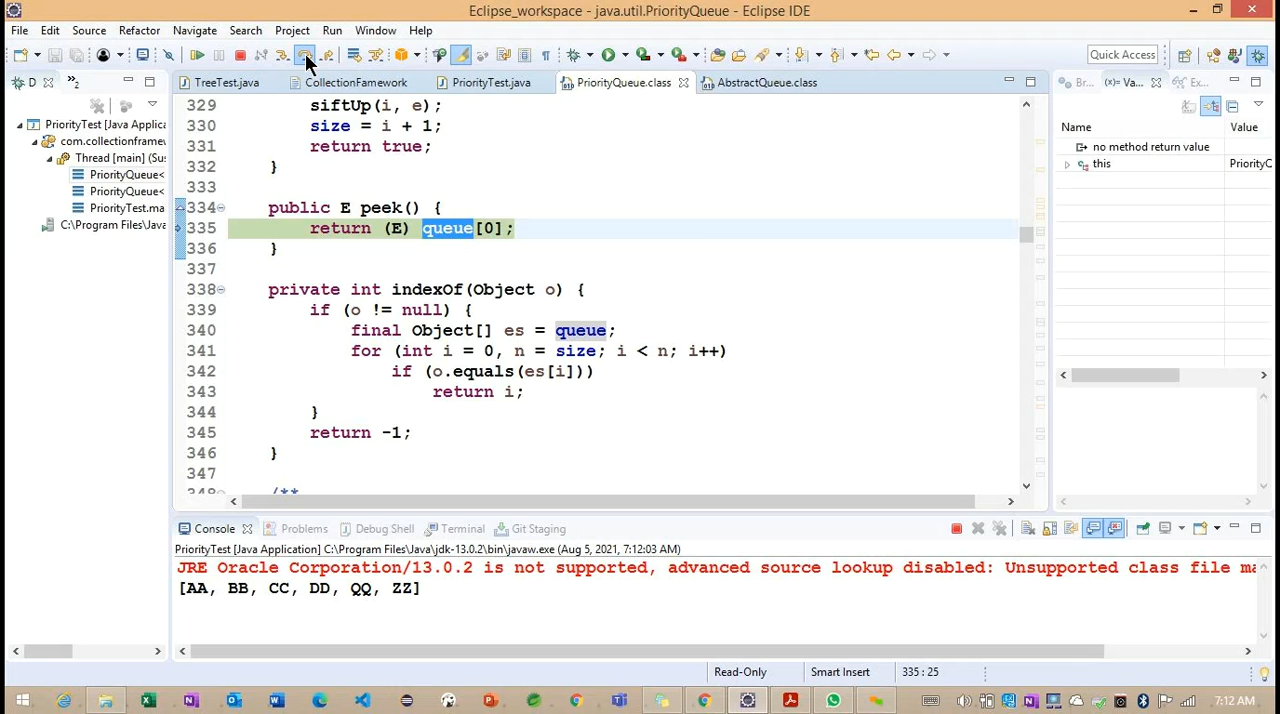 Eclipse_workspace - java.util.PriorityQueue - Eclipse IDE
File Edit Source Refactor Navigate Search Project Run Window Help
Quick Access
D
TreeTest.java CollectionFamework PriorityTest.java PriorityQueue.class AbstractQueue.class
Br... (x)= Va... Ex...
PriorityTest [Java Applica
com.collectionframew
Thread [main] (Su:
PriorityQueue<
PriorityQueue<
PriorityTest.ma
C:\Program Files\Java
329 siftUp(i, e);
330 size = i + 1;
331 return true;
332 }
333
334 public E peek() {
335 return (E) queue[0];
336 }
337
338 private int indexOf(Object o) {
339 if (o != null) {
340 final Object[] es = queue;
341 for (int i = 0, n = size; i < n; i++)
342 if (o.equals(es[i]))
343 return i;
344 }
345 return -1;
346 }
347
348 /**
Name Value
no method return value
this PriorityQ
Console Problems Debug Shell Terminal Git Staging
PriorityTest [Java Application] C:\Program Files\Java\jdk-13.0.2\bin\javaw.exe (Aug 5, 2021, 7:12:03 AM)
JRE Oracle Corporation/13.0.2 is not supported, advanced source lookup disabled: Unsupported class file ma
[AA, BB, CC, DD, QQ, ZZ]
Read-Only Smart Insert 335 : 25
7:12 AM